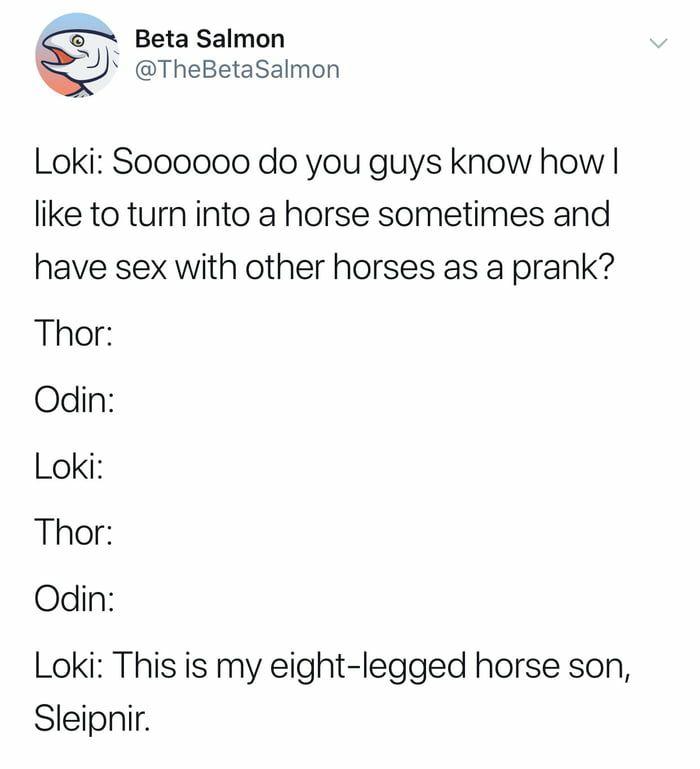 Beta Salmon
@TheBetaSalmon
Loki: Soooooo do you guys know how I
like to turn into a horse sometimes and
have sex with other horses as a prank?
Thor:
Odin:
Loki:
Thor:
Odin:
Loki: This is my eight-legged horse son,
Sleipnir.